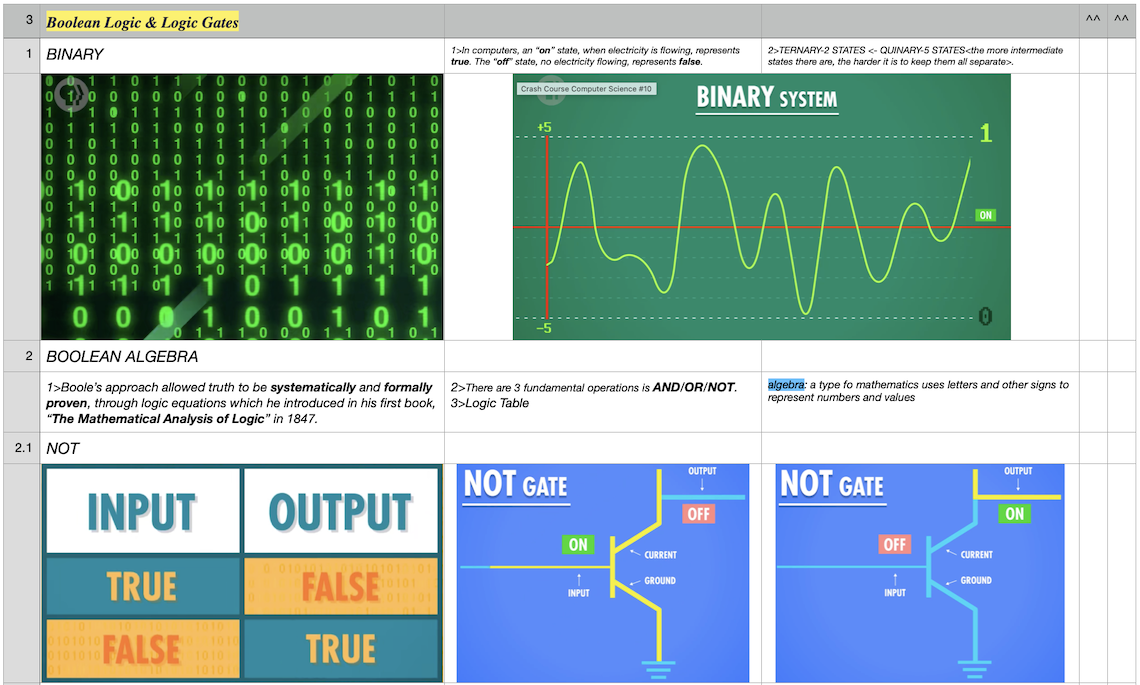 3 Boolean Logic & Logic Gates ^^ ^^
1 BINARY
1>In computers, an “on” state, when electricity is flowing, represents
true. The “off” state, no electricity flowing, represents false.
2>TERNARY-2 STATES <- QUINARY-5 STATES<the more intermediate
states there are, the harder it is to keep them all separate>.
Crash Course Computer Science #10
BINARY SYSTEM
+5
1
ON
-5
0
2 BOOLEAN ALGEBRA
1>Boole’s approach allowed truth to be systematically and formally
proven, through logic equations which he introduced in his first book,
“The Mathematical Analysis of Logic” in 1847.
2>There are 3 fundamental operations is AND/OR/NOT.
3>Logic Table
algebra: a type fo mathematics uses letters and other signs to
represent numbers and values
2.1 NOT
INPUT OUTPUT
TRUE FALSE
FALSE TRUE
NOT GATE
OUTPUT
OFF
ON
CURRENT
GROUND
INPUT
NOT GATE
OUTPUT
ON
OFF
CURRENT
GROUND
INPUT